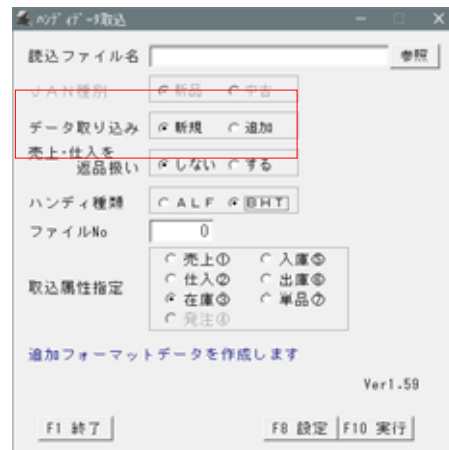 ﾊﾝﾃﾞｨﾃﾞｰﾀ取込
読込ファイル名 参照
JAN種別 新品 中古
データ取り込み 新規 追加
売上・仕入を
返品扱い しない する
ハンディ種類 ALF BHT
ファイルNo 0
売上① 入庫⑤
仕入② 出庫⑥
取込属性指定 在庫③ 単品⑦
発注④
追加フォーマットデータを作成します
Ver1.59
F1 終了 F8 設定 F10 実行